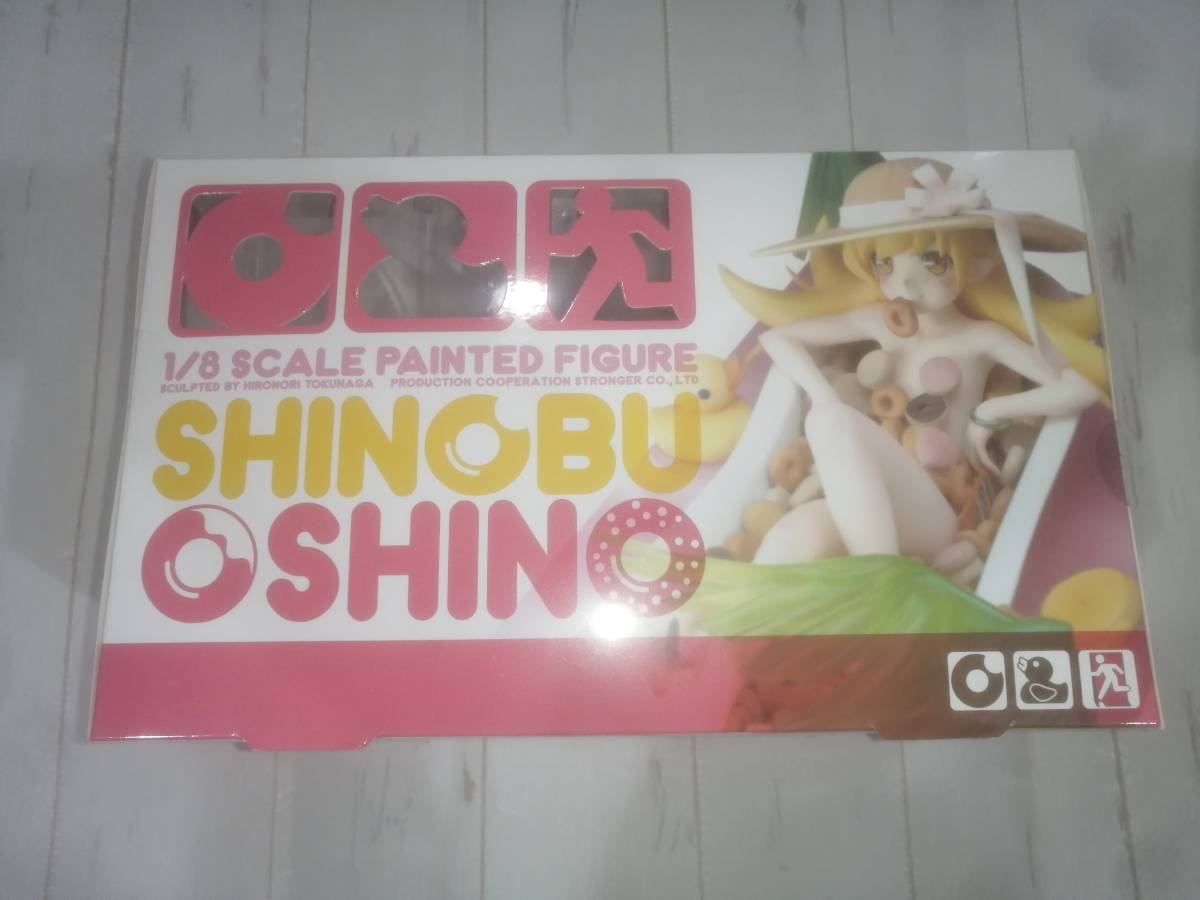 1/8 SCALE PAINTED FIGURE
SCULPTED BY HIRONORI TOKUNAGA PRODUCTION COOPERATION STRONGER CO., LTD
SHINOBU
OSHINO